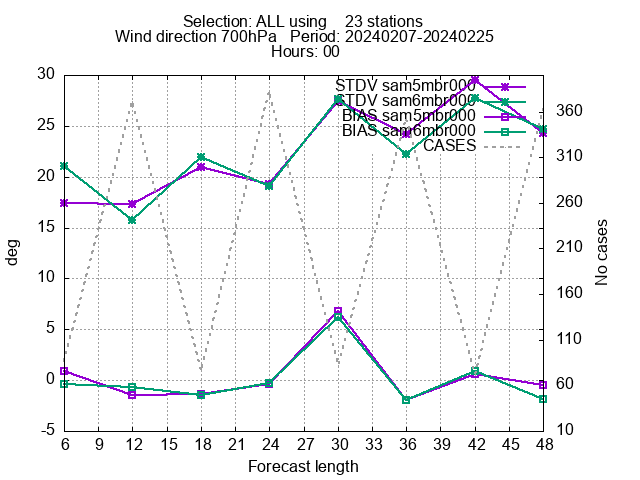 Selection: ALL using    23 stations
Wind direction 700hPa   Period: 20240207-20240225
Hours: 00
STDV sam5mbr000
STDV sam6mbr000
BIAS sam5mbr000
BIAS sam6mbr000
CASES
30
25
20
15
10
5
0
-5
deg
360
310
260
210
160
110
60
10
No cases
6 9 12 15 18 21 24 27 30 33 36 39 42 45 48
Forecast length